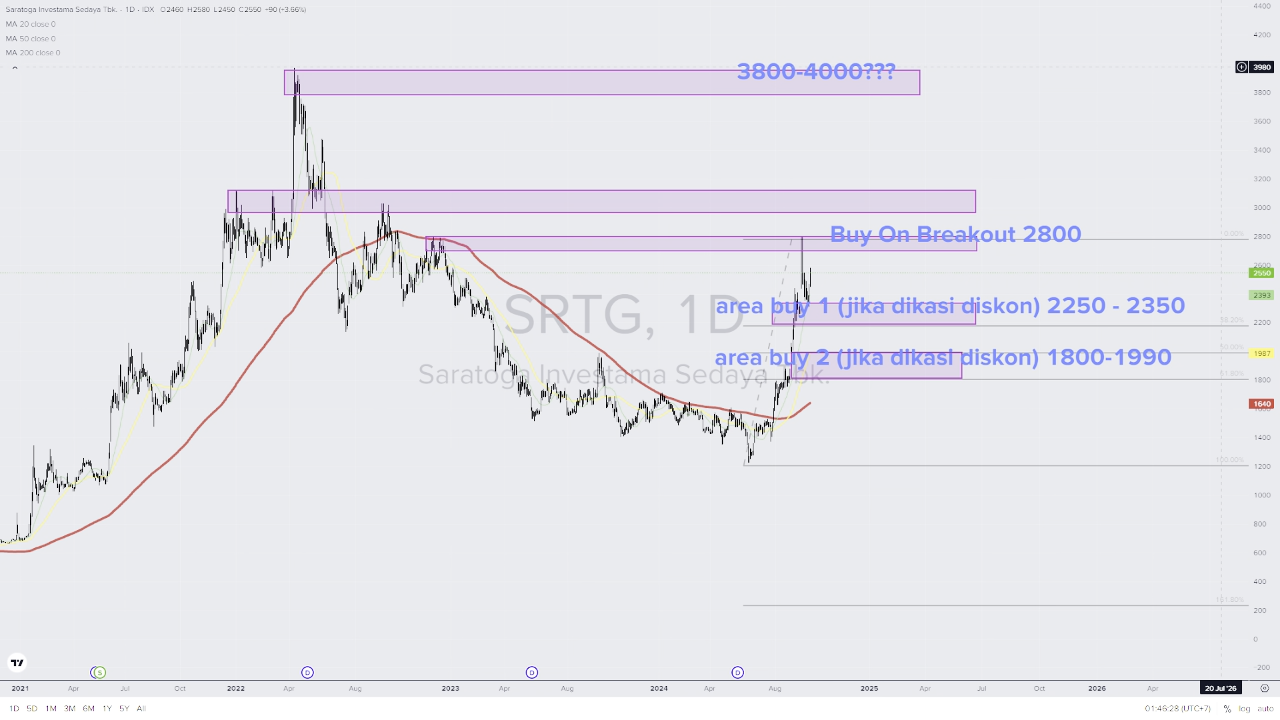 Saratoga Investama Sedaya Tbk. · 1D · IDX O2460 H2580 L2450 C2550 +90 (+3.66%)
MA 20 close 0
MA 50 close 0
MA 200 close 0
3800-4000???
Buy On Breakout 2800
area buy 1 (jika dikasi diskon) 2250 - 2350
area buy 2 (jika dikasi diskon) 1800-1990
SRTG, 1D
Saratoga Investama Sedaya Tbk.
0.00%
38.20%
50.00%
61.80%
100.00%
161.80%
4400
4200
3980
3800
3600
3400
3200
3000
2800
2600
2550
2393
2200
1987
1800
1640
1400
1200
1000
800
600
400
200
0
-200
S
D
D
D
2021 Apr Jul Oct 2022 Apr Aug 2023 Apr Aug 2024 Apr Aug 2025 Apr Jul Oct 2026 Apr 20 Jul '26
1D 5D 1M 3M 6M 1Y 5Y All
01:46:28 (UTC+7) % log auto